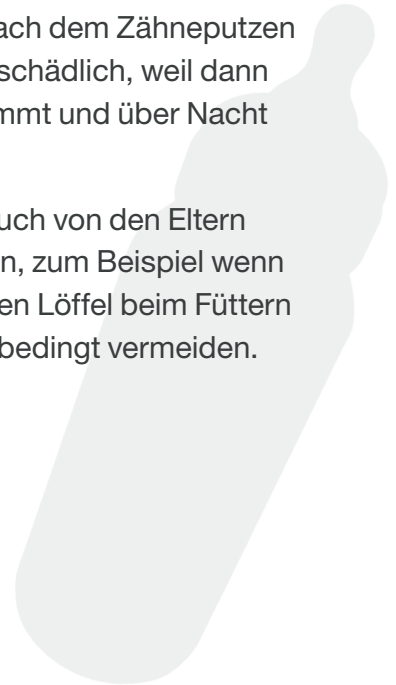 ach dem Zähneputzen
schädlich, weil dann
mmt und über Nacht
uch von den Eltern
n, zum Beispiel wenn
en Löffel beim Füttern
bedingt vermeiden.